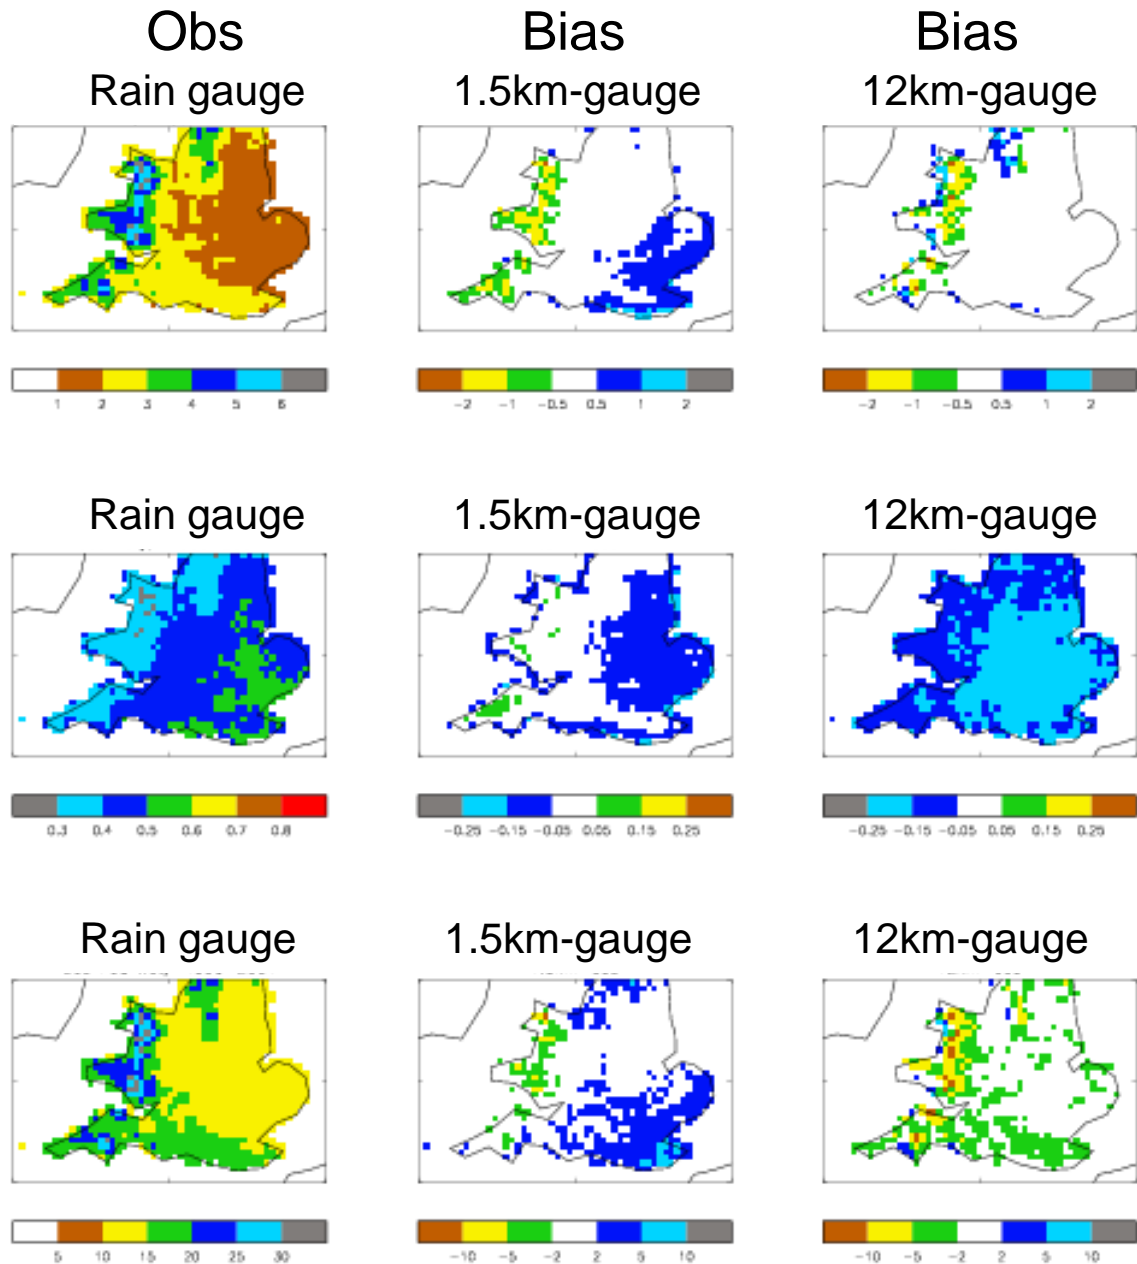 Obs Bias Bias
Rain gauge 1.5km-gauge 12km-gauge
1 2 3 4 5 6
-2 -1 -0.5 0.5 1 2
-2 -1 -0.5 0.5 1 2
Rain gauge 1.5km-gauge 12km-gauge
0.3 0.4 0.5 0.6 0.7 0.8
-0.25 -0.15 -0.05 0.05 0.15 0.25
-0.25 -0.15 -0.05 0.05 0.15 0.25
Rain gauge 1.5km-gauge 12km-gauge
5 10 15 20 25 30
-10 -5 -2 2 5 10
-10 -5 -2 2 5 10